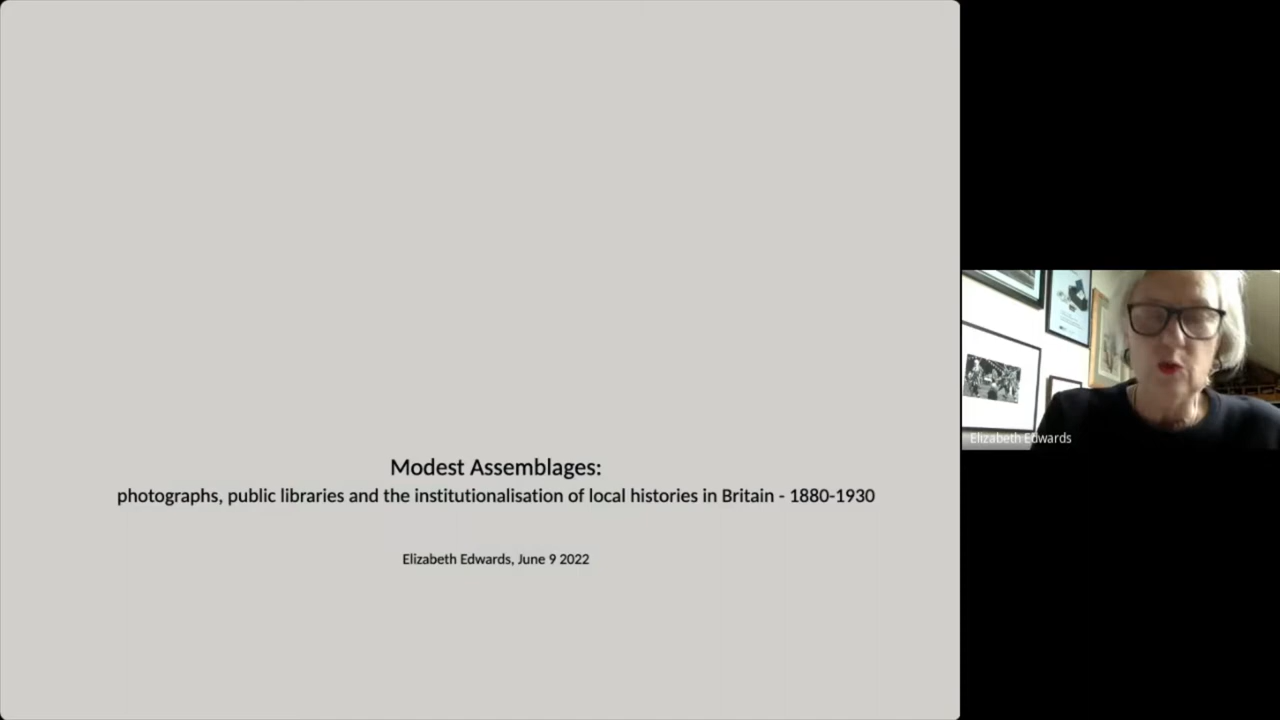 Modest Assemblages:
photographs, public libraries and the institutionalisation of local histories in Britain - 1880-1930
Elizabeth Edwards, June 9 2022
Elizabeth Edwards